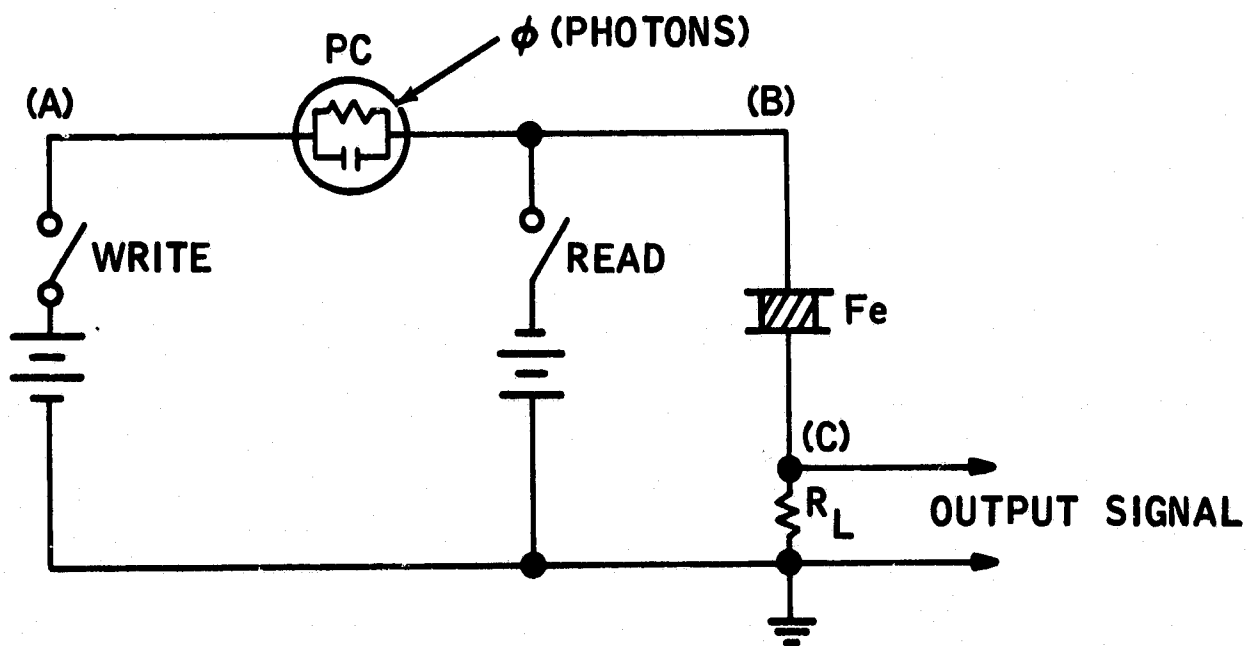 φ (PHOTONS)
PC
(A)
(B)
WRITE
READ
Fe
(C)
R_L
OUTPUT SIGNAL